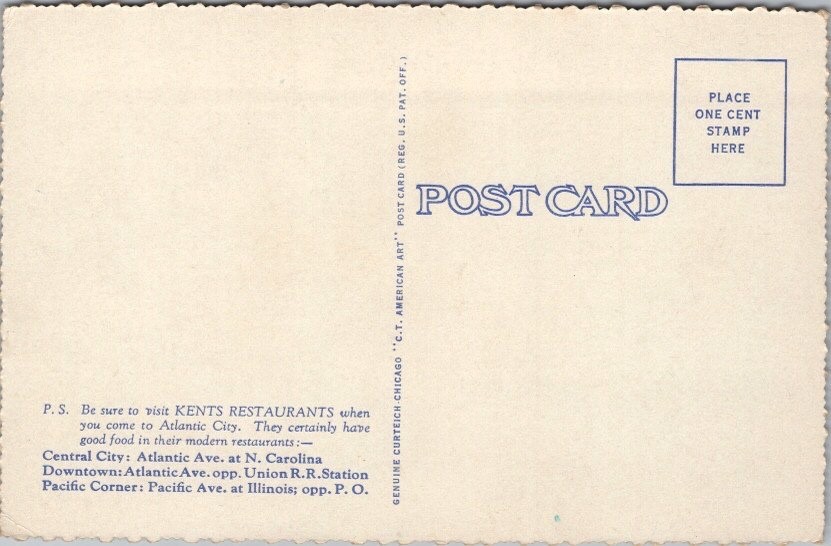 PLACE
ONE CENT
STAMP
HERE
POST CARD
GENUINE CURTEICH-CHICAGO "C.T. AMERICAN ART" POST CARD (REG. U.S. PAT. OFF.)
P. S. Be sure to visit KENTS RESTAURANTS when
you come to Atlantic City. They certainly have
good food in their modern restaurants:—
Central City: Atlantic Ave. at N. Carolina
Downtown: Atlantic Ave. opp. Union R.R. Station
Pacific Corner: Pacific Ave. at Illinois; opp. P. O.